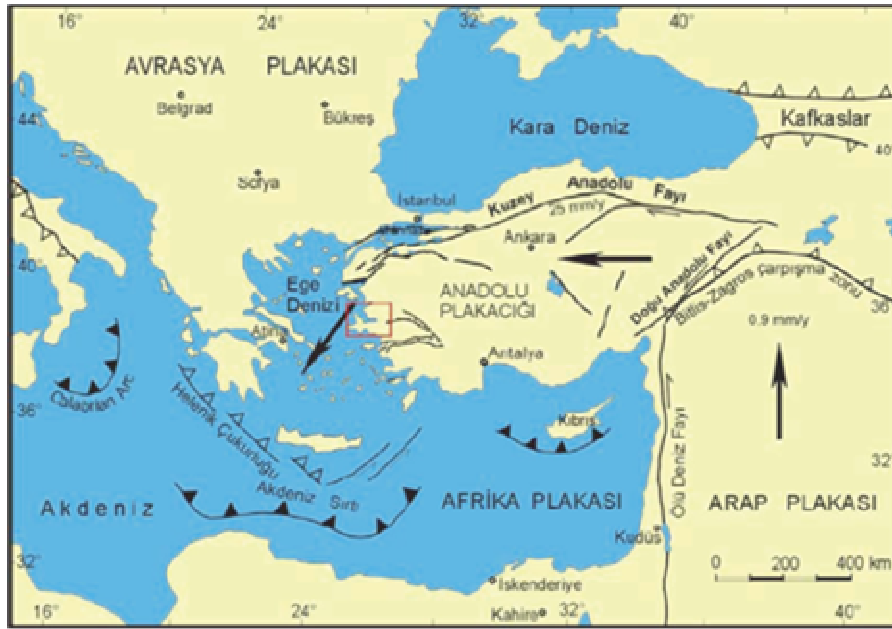 16° 24° 32° 40°
AVRASYA PLAKASI
Belgrad
Bükreş
44°
Kara Deniz
Kafkaslar
40°
Sofya
İstanbul
Kuzey Anadolu Fayı
25 mm/y
Ankara
40°
Ege
Denizi
ANADOLU
PLAKACIĞI
Doğu Anadolu Fayı
Bitlis-Zagros çarpışma zonu
36°
0.9 mm/y
Atina
Antalya
Calabrian Arc
36°
Helenik Çukurluğu
Kıbrıs
Akdeniz Sırtı
32°
Akdeniz
AFRİKA PLAKASI
Ölü Deniz Fayı
ARAP PLAKASI
Kudüs
32°
0 200 400 km
İskenderiye
Kahire
16° 24° 32° 40°